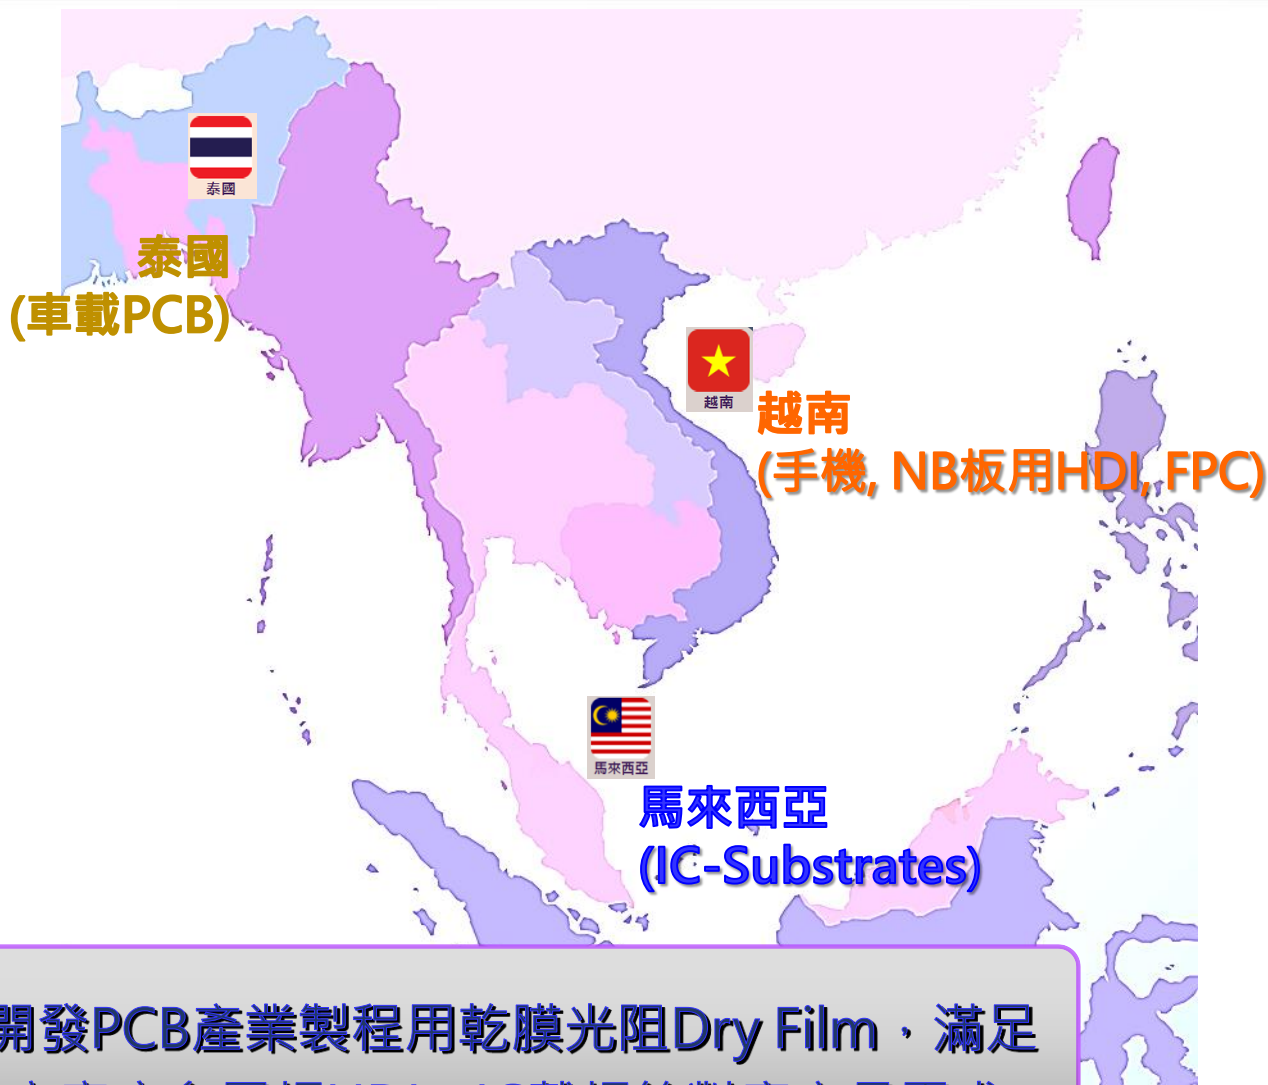 泰國
泰國
(車載PCB)
越南
越南
(手機, NB板用HDI, FPC)
馬來西亞
馬來西亞
(IC-Substrates)
開發PCB產業製程用乾膜光阻Dry Film，滿足